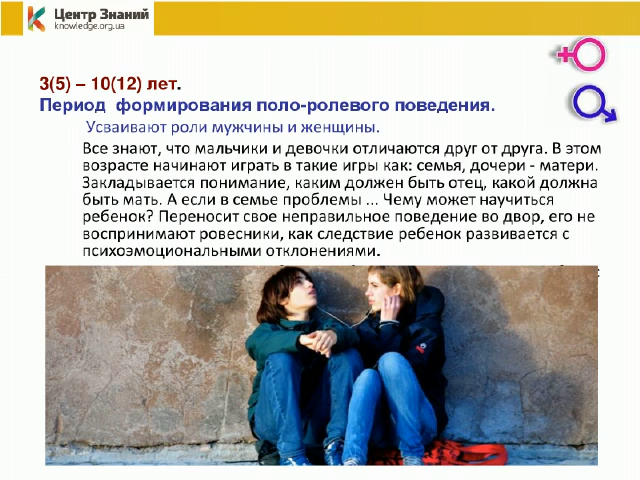 Центр Знаний
knowledge.org.ua
3(5) – 10(12) лет.
Период формирования поло-ролевого поведения.
Усваивают роли мужчины и женщины.
Все знают, что мальчики и девочки отличаются друг от друга. В этом
возрасте начинают играть в такие игры как: семья, дочери - матери.
Закладывается понимание, каким должен быть отец, какой должна
быть мать. А если в семье проблемы ... Чему может научиться
ребенок? Переносит свое неправильное поведение во двор, его не
воспринимают ровесники, как следствие ребенок развивается с
психоэмоциональными отклонениями.